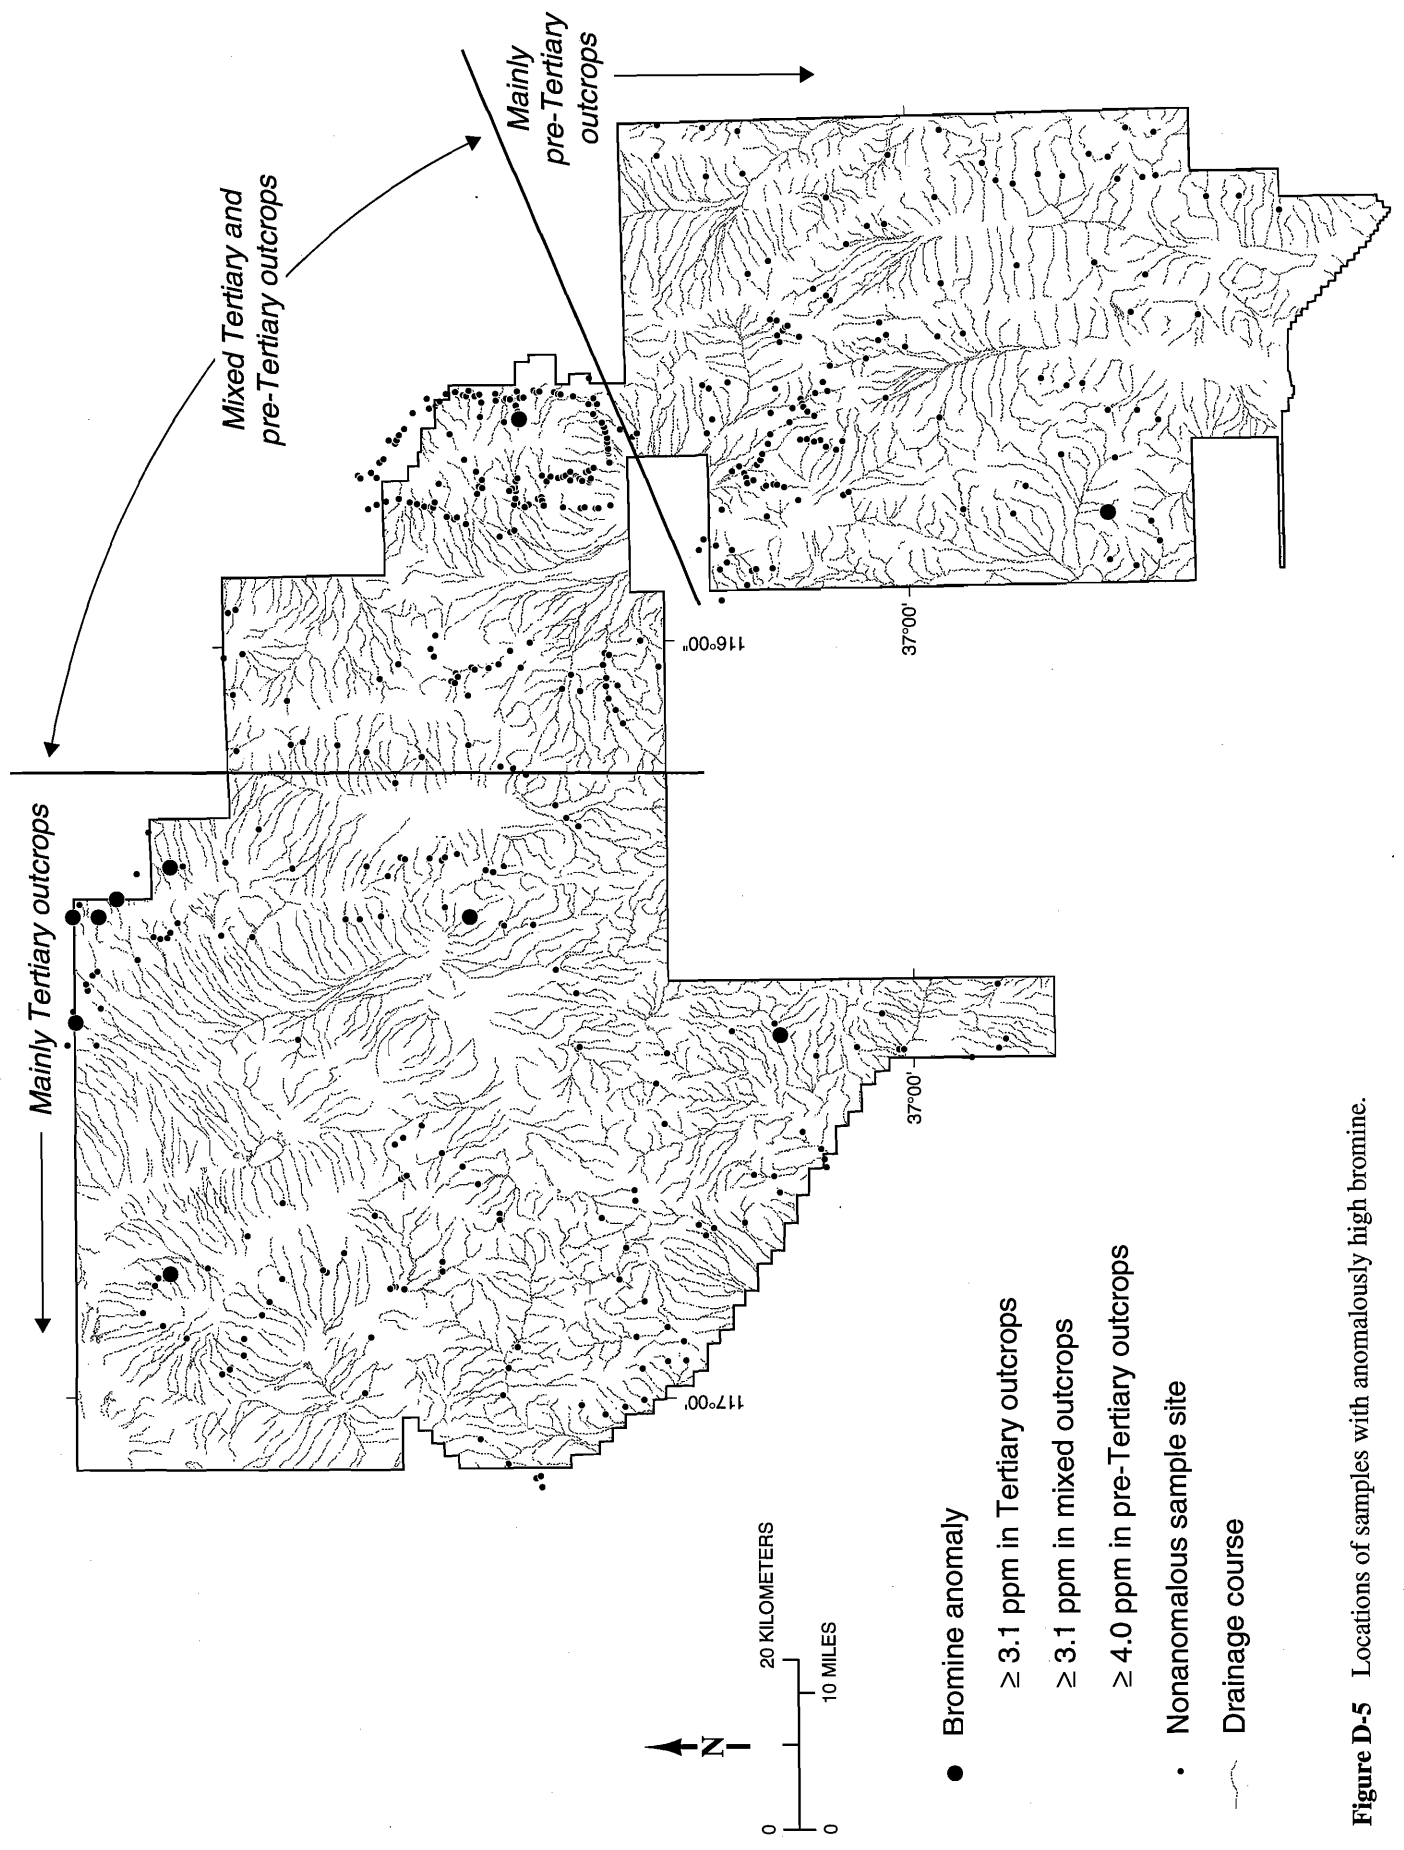 Mainly Tertiary outcrops
Mixed Tertiary and
pre-Tertiary outcrops
Mainly
pre-Tertiary
outcrops
117°00'
116°00"
37°00'
37°00'
N
0
20 KILOMETERS
0
10 MILES
Bromine anomaly
≥ 3.1 ppm in Tertiary outcrops
≥ 3.1 ppm in mixed outcrops
≥ 4.0 ppm in pre-Tertiary outcrops
Nonanomalous sample site
Drainage course
Figure D-5 Locations of samples with anomalously high bromine.